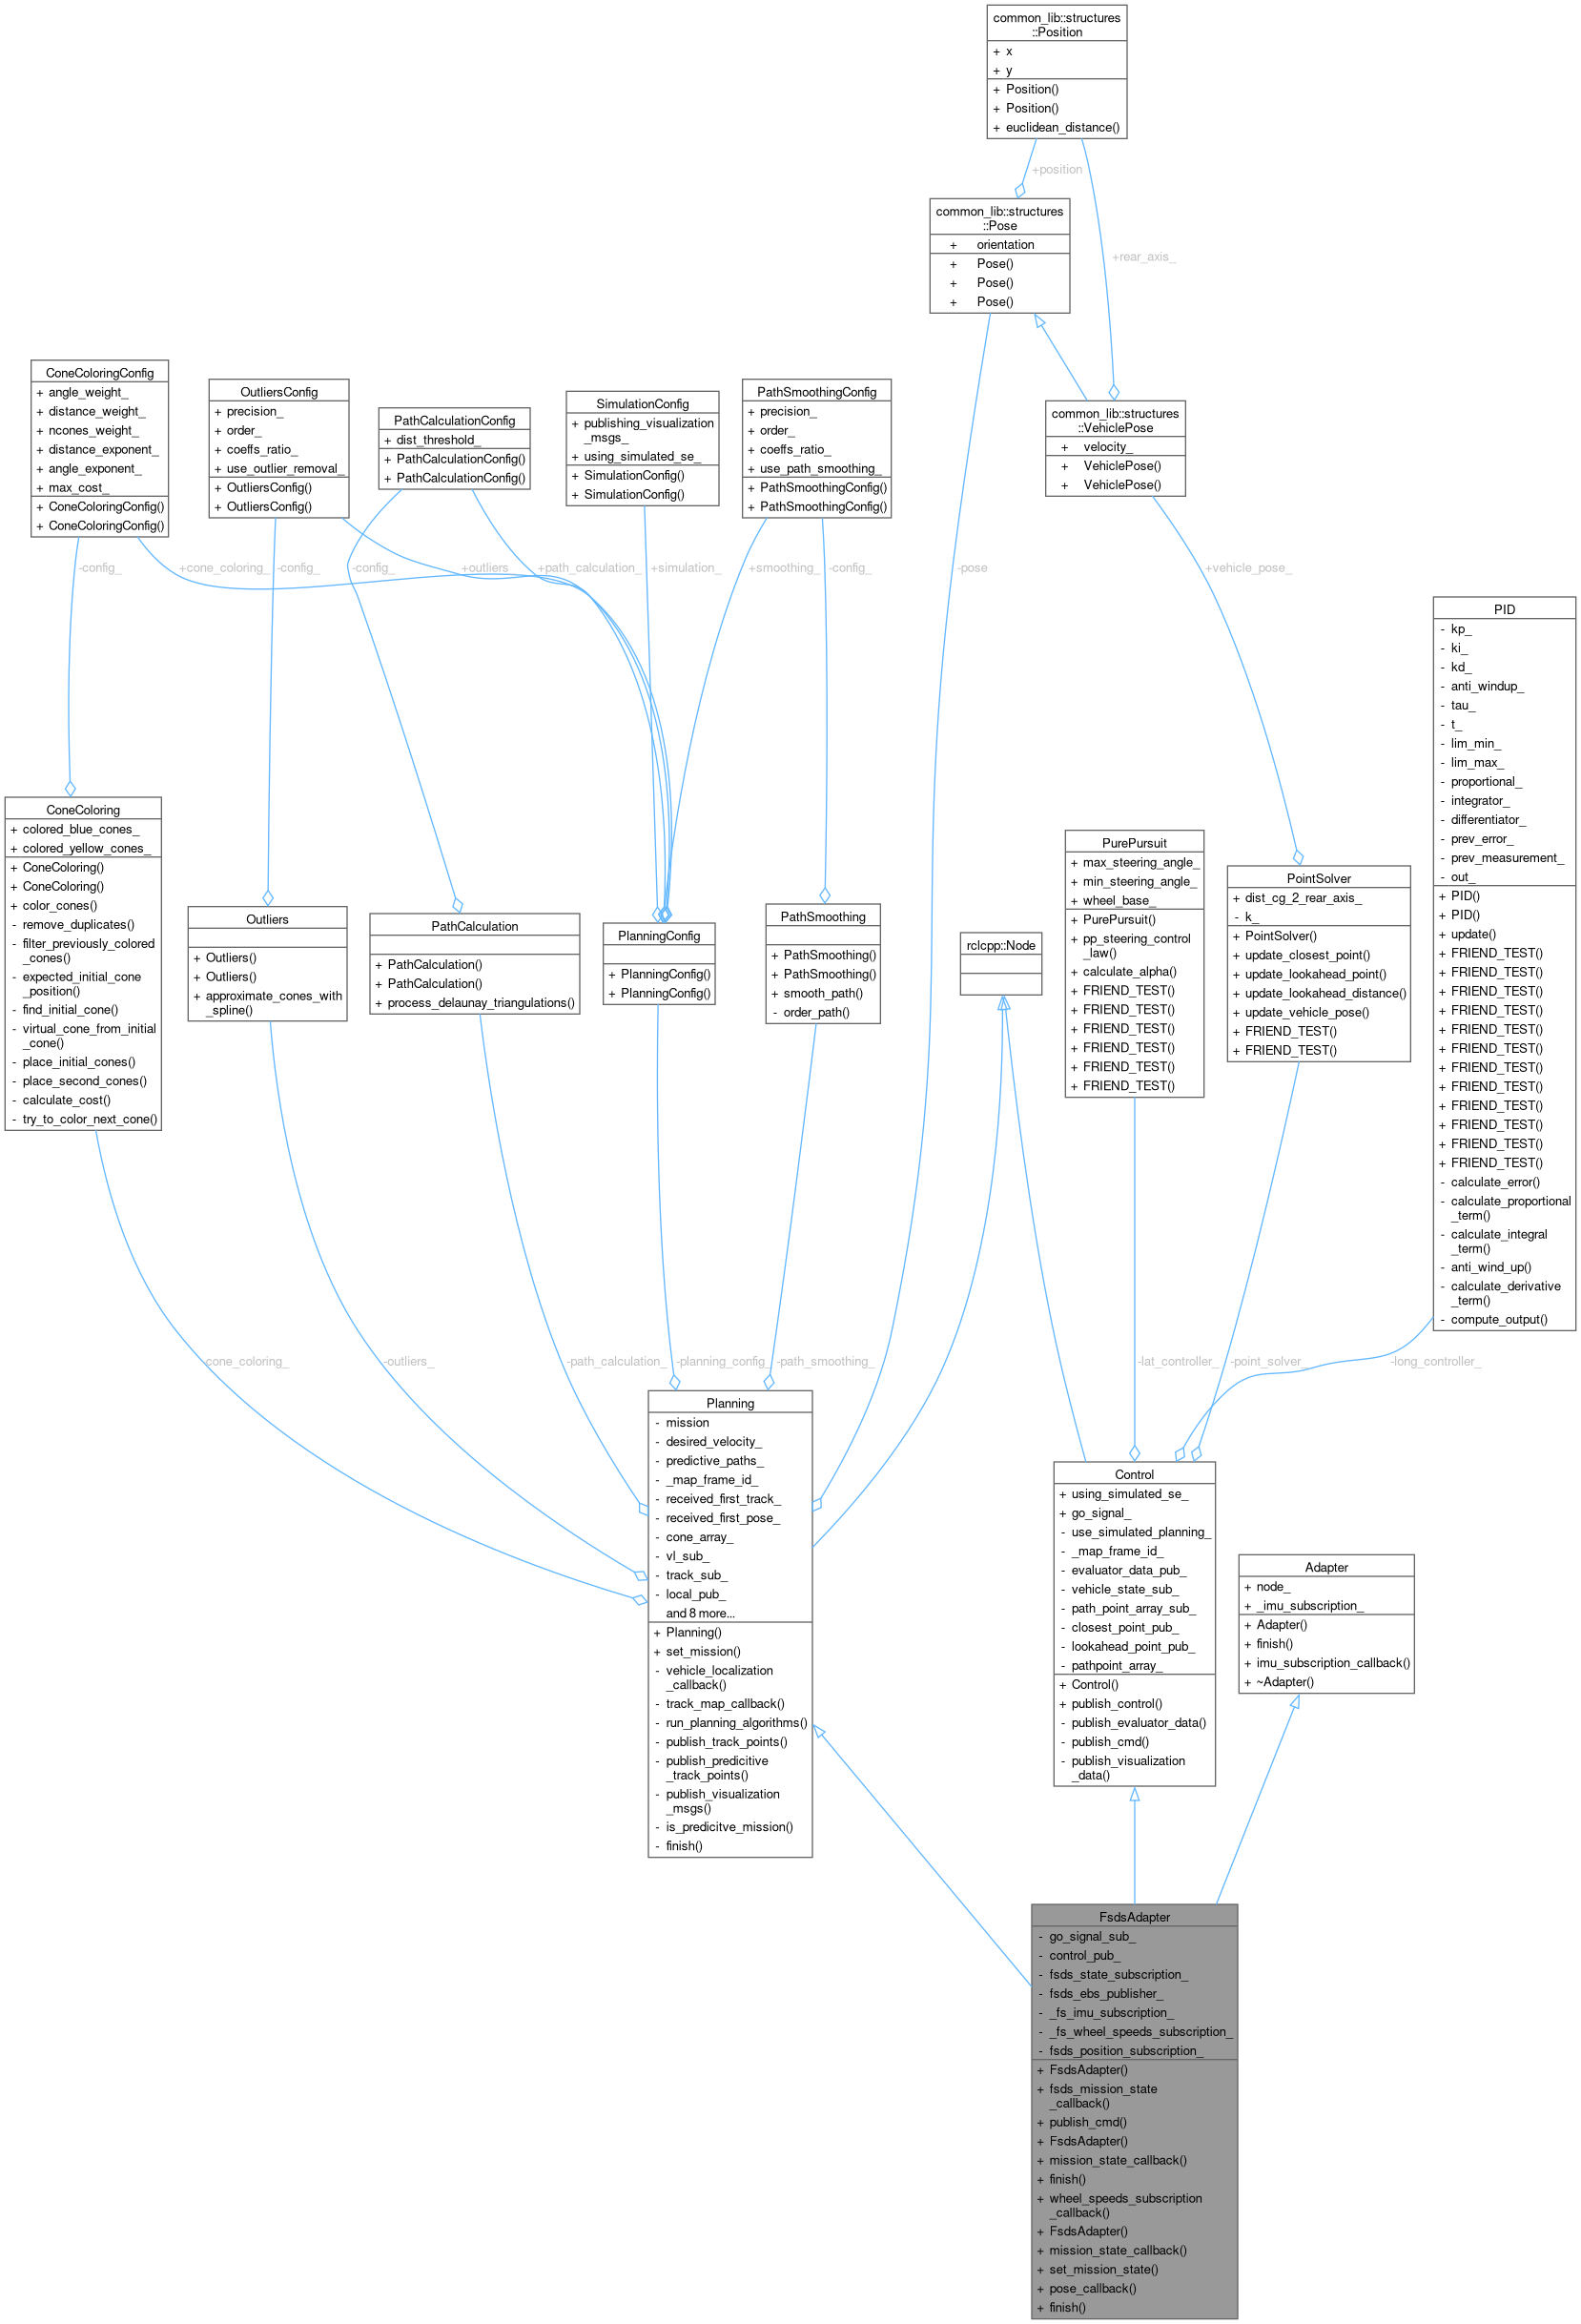 common_lib::structures
::Position
+ x
+ y
+ Position()
+ Position()
+ euclidean_distance()
+position
common_lib::structures
::Pose
+ orientation
+ Pose()
+ Pose()
+ Pose()
+rear_axis_
common_lib::structures
::VehiclePose
+ velocity_
+ VehiclePose()
+ VehiclePose()
ConeColoringConfig
+ angle_weight_
+ distance_weight_
+ ncones_weight_
+ distance_exponent_
+ angle_exponent_
+ max_cost_
+ ConeColoringConfig()
+ ConeColoringConfig()
OutliersConfig
+ precision_
+ order_
+ coeffs_ratio_
+ use_outlier_removal_
+ OutliersConfig()
+ OutliersConfig()
PathCalculationConfig
+ dist_threshold_
+ PathCalculationConfig()
+ PathCalculationConfig()
SimulationConfig
+ publishing_visualization
_msgs_
+ using_simulated_se_
+ SimulationConfig()
+ SimulationConfig()
PathSmoothingConfig
+ precision_
+ order_
+ coeffs_ratio_
+ use_path_smoothing_
+ PathSmoothingConfig()
+ PathSmoothingConfig()
-config_
+cone_coloring_
-config_
-config_
+outliers
+path_calculation_
+simulation_
+smoothing_
-config_
-pose
+vehicle_pose_
PID
- kp_
- ki_
- kd_
- anti_windup_
- tau_
- t_
- lim_min_
- lim_max_
- proportional_
- integrator_
- differentiator_
- prev_error_
- prev_measurement_
- out_
+ PID()
+ PID()
+ update()
+ FRIEND_TEST()
+ FRIEND_TEST()
+ FRIEND_TEST()
+ FRIEND_TEST()
+ FRIEND_TEST()
+ FRIEND_TEST()
+ FRIEND_TEST()
+ FRIEND_TEST()
+ FRIEND_TEST()
+ FRIEND_TEST()
+ FRIEND_TEST()
+ FRIEND_TEST()
- calculate_error()
- calculate_proportional
_term()
- calculate_integral
_term()
- anti_wind_up()
- calculate_derivative
_term()
- compute_output()
ConeColoring
+ colored_blue_cones_
+ colored_yellow_cones_
+ ConeColoring()
+ ConeColoring()
+ color_cones()
- remove_duplicates()
- filter_previously_colored
_cones()
- expected_initial_cone
_position()
- find_initial_cone()
- virtual_cone_from_initial
_cone()
- place_initial_cones()
- place_second_cones()
- calculate_cost()
- try_to_color_next_cone()
Outliers
+ Outliers()
+ Outliers()
+ approximate_cones_with
_spline()
PathCalculation
+ PathCalculation()
+ PathCalculation()
+ process_delaunay_triangulations()
PlanningConfig
+ PlanningConfig()
+ PlanningConfig()
PathSmoothing
+ PathSmoothing()
+ PathSmoothing()
+ smooth_path()
- order_path()
rclcpp::Node
PurePursuit
+ max_steering_angle_
+ min_steering_angle_
+ wheel_base_
+ PurePursuit()
+ pp_steering_control
_law()
+ calculate_alpha()
+ FRIEND_TEST()
+ FRIEND_TEST()
+ FRIEND_TEST()
+ FRIEND_TEST()
+ FRIEND_TEST()
+ FRIEND_TEST()
PointSolver
+ dist_cg_2_rear_axis_
- k_
+ PointSolver()
+ update_closest_point()
+ update_lookahead_point()
+ update_lookahead_distance()
+ update_vehicle_pose()
+ FRIEND_TEST()
+ FRIEND_TEST()
-cone_coloring_
-outliers_
-path_calculation_
-planning_config_
-path_smoothing_
-lat_controller_
-point_solver_
-long_controller_
Planning
- mission
- desired_velocity_
- predictive_paths_
- _map_frame_id_
- received_first_track_
- received_first_pose_
- cone_array_
- vl_sub_
- track_sub_
- local_pub_
and 8 more...
+ Planning()
+ set_mission()
- vehicle_localization
_callback()
- track_map_callback()
- run_planning_algorithms()
- publish_track_points()
- publish_predicitive
_track_points()
- publish_visualization
_msgs()
- is_predicitve_mission()
- finish()
Control
+ using_simulated_se_
+ go_signal_
- use_simulated_planning_
- _map_frame_id_
- evaluator_data_pub_
- vehicle_state_sub_
- path_point_array_sub_
- closest_point_pub_
- lookahead_point_pub_
- pathpoint_array_
+ Control()
+ publish_control()
- publish_evaluator_data()
- publish_cmd()
- publish_visualization
_data()
Adapter
+ node_
+ _imu_subscription_
+ Adapter()
+ finish()
+ imu_subscription_callback()
+ ~Adapter()
FsdsAdapter
- go_signal_sub_
- control_pub_
- fsds_state_subscription_
- fsds_ebs_publisher_
- _fs_imu_subscription_
- _fs_wheel_speeds_subscription_
- fsds_position_subscription_
+ FsdsAdapter()
+ fsds_mission_state
_callback()
+ publish_cmd()
+ FsdsAdapter()
+ mission_state_callback()
+ finish()
+ wheel_speeds_subscription
_callback()
+ FsdsAdapter()
+ mission_state_callback()
+ set_mission_state()
+ pose_callback()
+ finish()